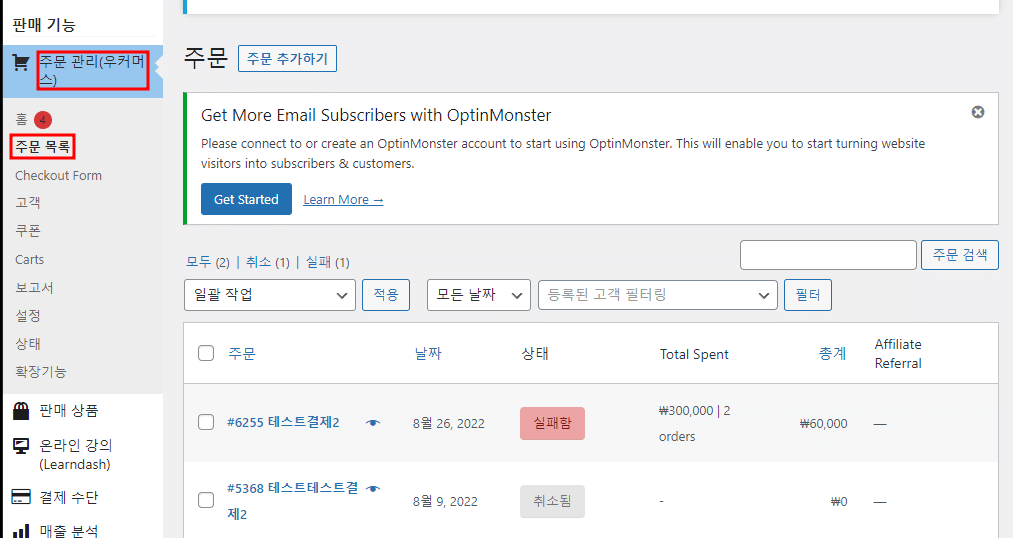 판매 기능
주문 관리(우커머
스)
홈 4
주문 목록
Checkout Form
고객
쿠폰
Carts
보고서
설정
상태
확장기능
판매 상품
온라인 강의
(Learndash)
결제 수단
매출 분석
주문 주문 추가하기
Get More Email Subscribers with OptinMonster
Please connect to or create an OptinMonster account to start using OptinMonster. This will enable you to start turning website
visitors into subscribers & customers.
Get Started Learn More →
모두 (2) | 취소 (1) | 실패 (1)
주문 검색
일괄 작업 적용 모든 날짜 등록된 고객 필터링 필터
주문 날짜 상태 Total Spent 총계 Affiliate
Referral
#6255 테스트결제2 8월 26, 2022 실패함 ₩300,000 | 2
orders ₩60,000 —
#5368 테스트테스트결
제2 8월 9, 2022 취소됨 - ₩0 —